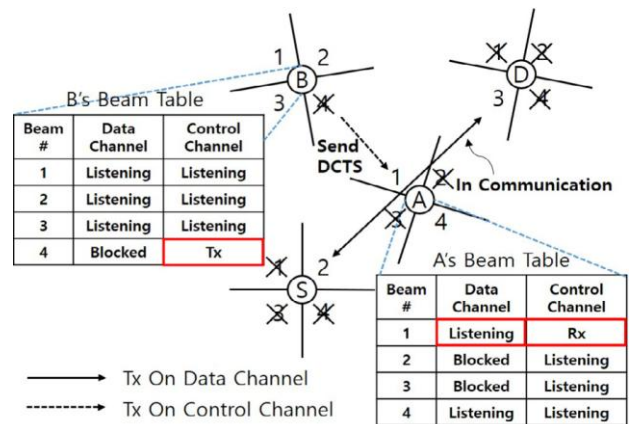 1 2
B
3 4
1 2
D
3 4
B's Beam Table
Beam # Data Channel Control Channel
1 Listening Listening
2 Listening Listening
3 Listening Listening
4 Blocked Tx
Send
DCTS
1 2
A
3 4
In Communication
1 2
S
3 4
A's Beam Table
Beam # Data Channel Control Channel
1 Listening Rx
2 Blocked Listening
3 Blocked Listening
4 Listening Listening
Tx On Data Channel
Tx On Control Channel